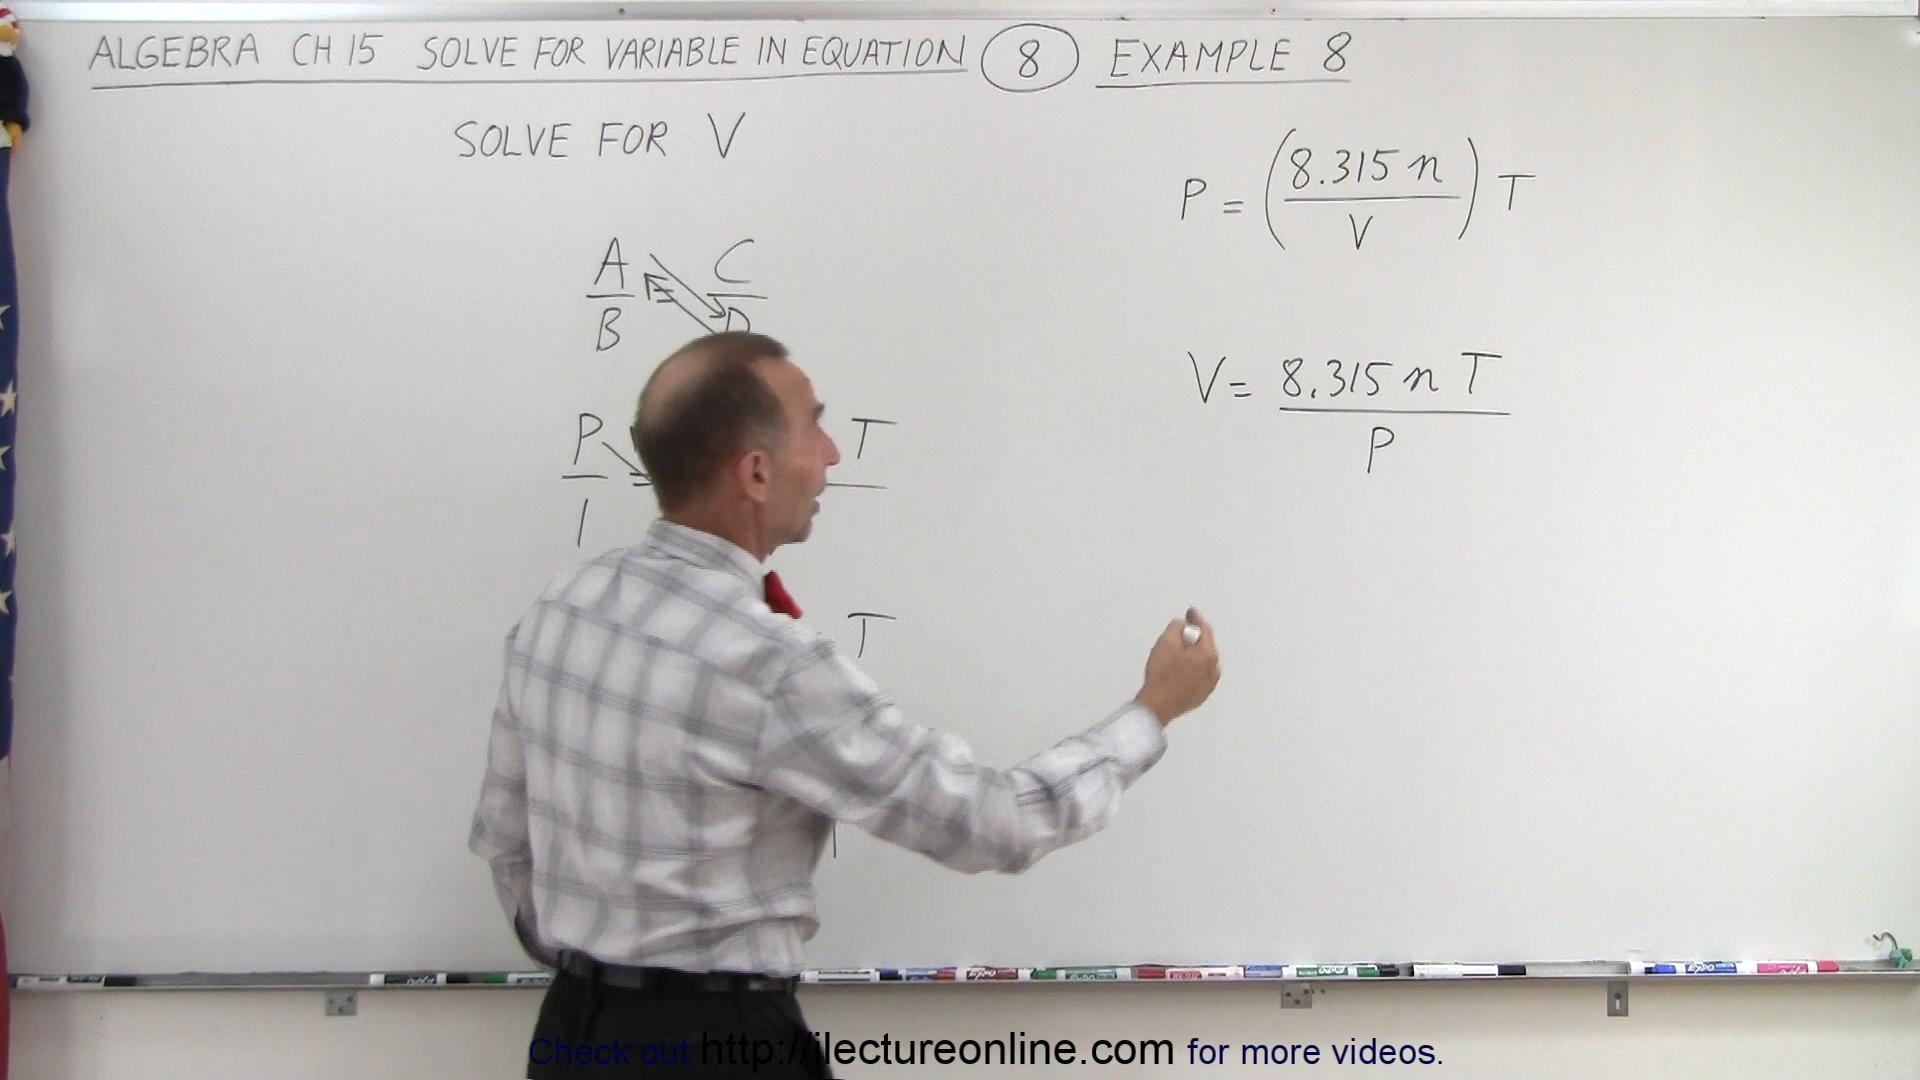 ALGEBRA CH 15 SOLVE FOR VARIABLE IN EQUATION 8 EXAMPLE 8
SOLVE FOR V
A/B = C/D
P/1 = T
T
P = (8.315 n / V) T
V = 8.315 n T / P
EXPO
Check out http://ilectureonline.com for more videos.